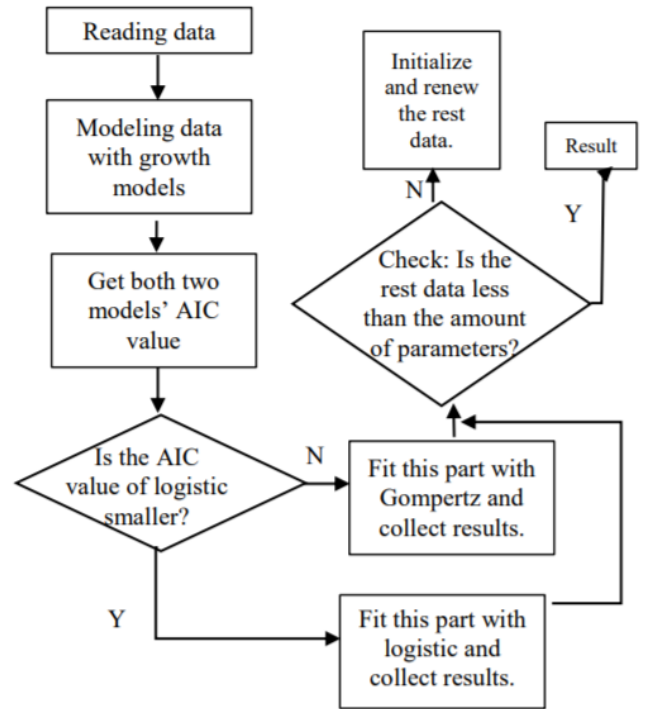 Reading data
Modeling data
with growth
models
Get both two
models’ AIC
value
Is the AIC
value of logistic
smaller?
N
Y
Fit this part with
Gompertz and
collect results.
Fit this part with
logistic and
collect results.
Check: Is the
rest data less
than the amount
of parameters?
N
Y
Initialize
and renew
the rest
data.
Result